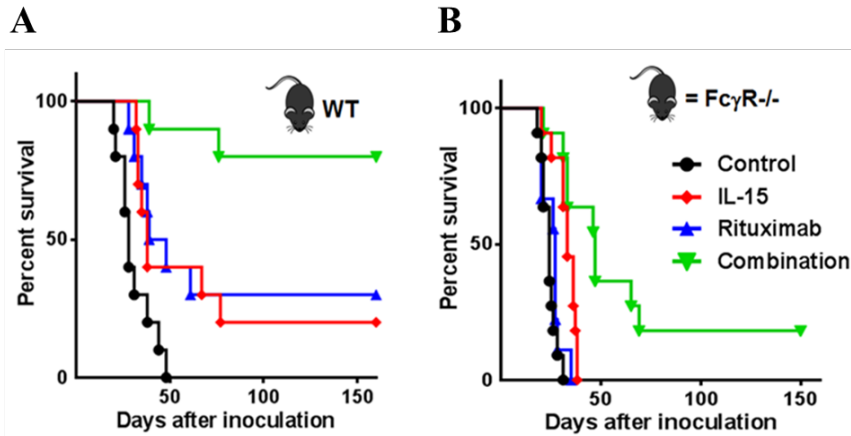 A
B
WT
= FcγR-/-
Percent survival
100
50
0
50
100
150
Days after inoculation
Percent survival
100
50
0
50
100
150
Days after inoculation
Control
IL-15
Rituximab
Combination